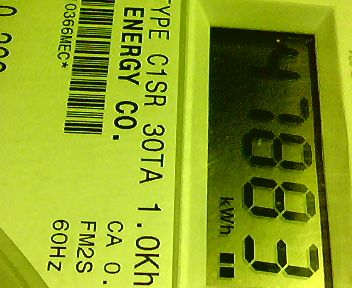 47883
kWh
TYPE C1SR 30TA 1.0Kh
ENERGY CO. CA 0.
FM2S
0366MEC* 60Hz